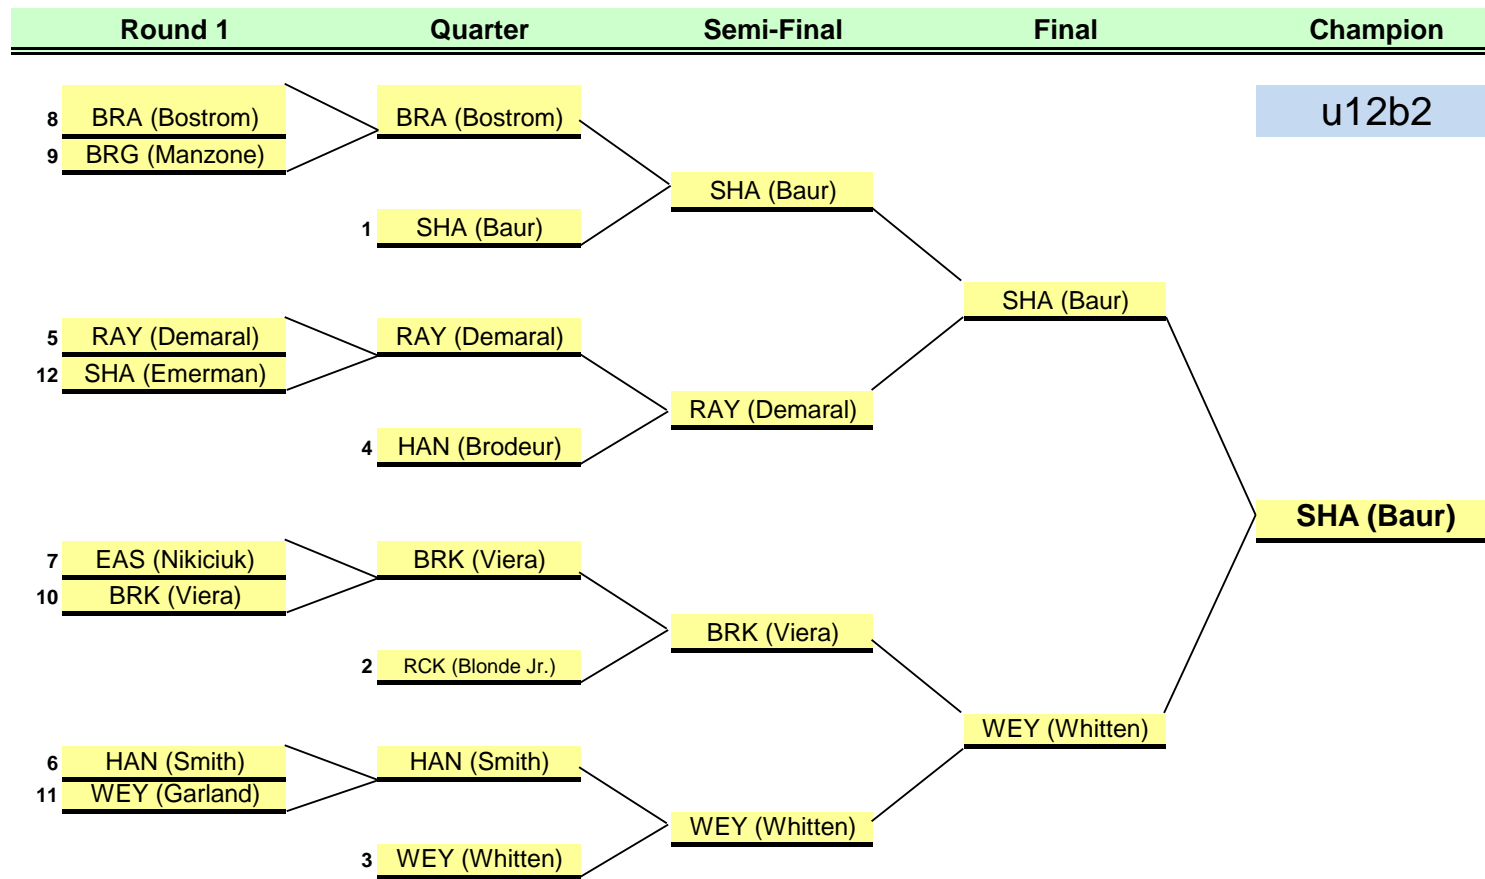 Round 1 Quarter Semi-Final Final Champion
u12b2
8 BRA (Bostrom) BRA (Bostrom)
9 BRG (Manzone)
SHA (Baur)
1 SHA (Baur)
SHA (Baur)
5 RAY (Demaral) RAY (Demaral)
12 SHA (Emerman)
RAY (Demaral)
4 HAN (Brodeur)
SHA (Baur)
7 EAS (Nikiciuk) BRK (Viera)
10 BRK (Viera)
BRK (Viera)
2 RCK (Blonde Jr.)
WEY (Whitten)
6 HAN (Smith) HAN (Smith)
11 WEY (Garland)
WEY (Whitten)
3 WEY (Whitten)